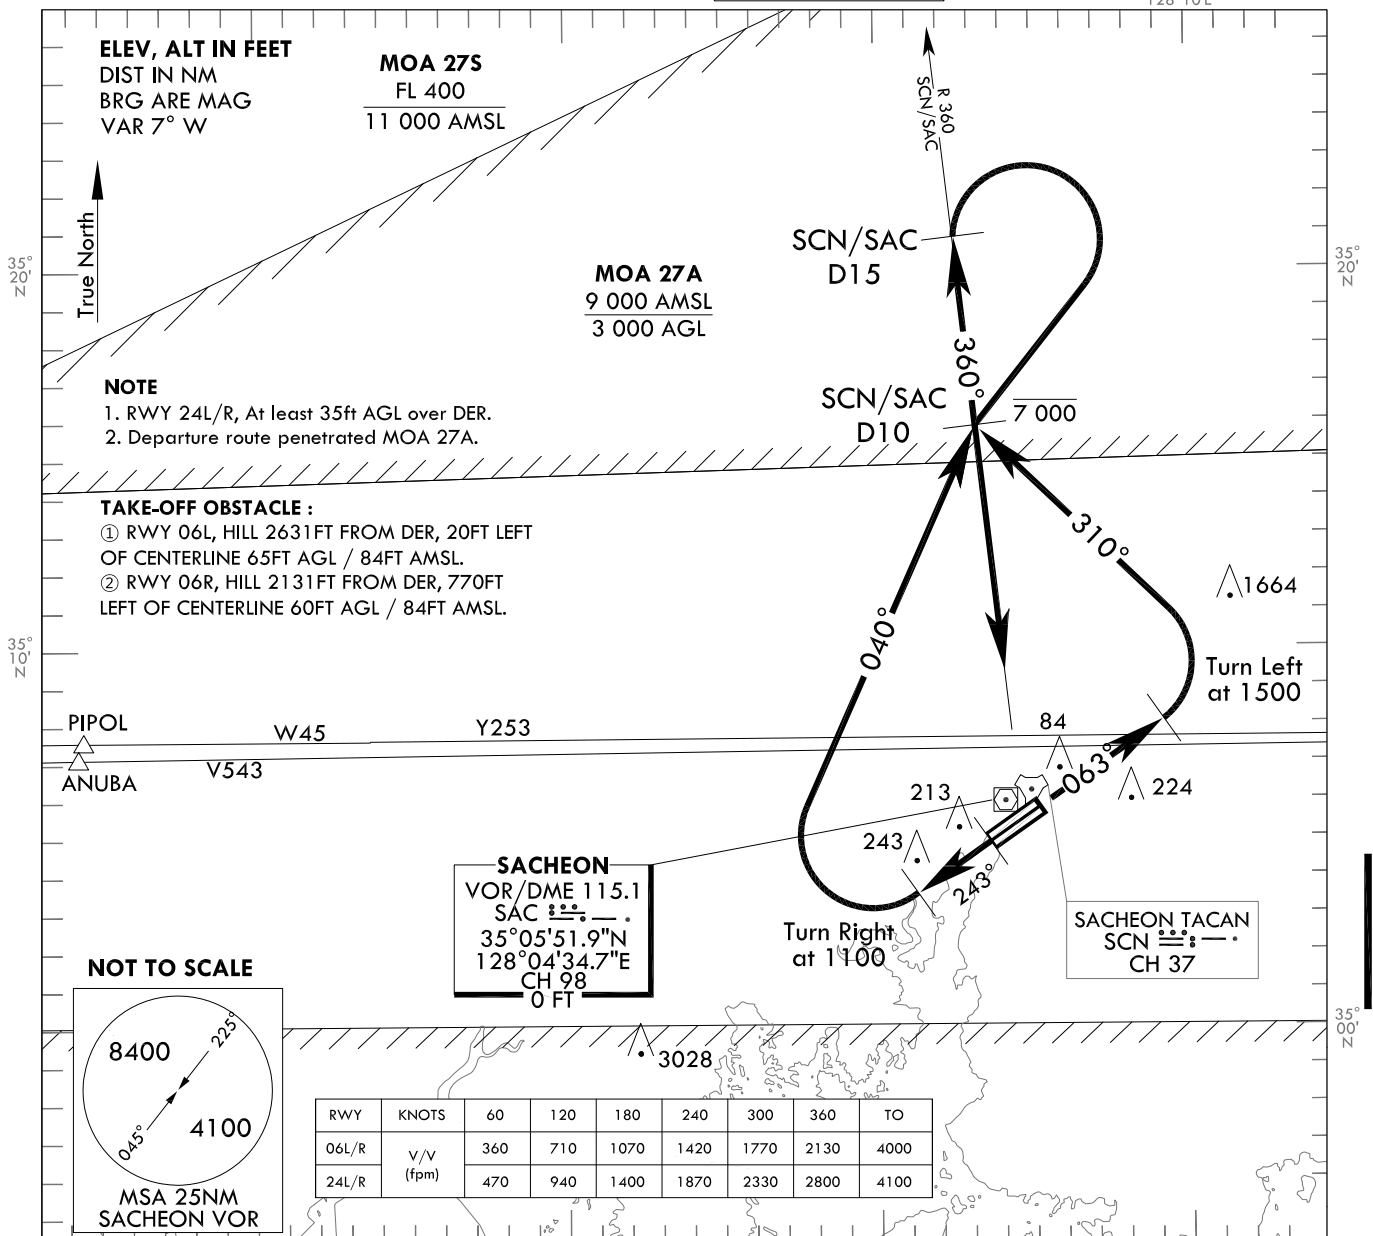 128°10'E
ELEV, ALT IN FEET
DIST IN NM
BRG ARE MAG
VAR 7° W
True North
MOA 27S
FL 400
11 000 AMSL
R 360
SCN/SAC
SCN/SAC
D15
MOA 27A
9 000 AMSL
3 000 AGL
35°
20'
N
35°
20'
N
360°
NOTE
1. RWY 24L/R, At least 35ft AGL over DER.
2. Departure route penetrated MOA 27A.
SCN/SAC
D10
7 000
TAKE-OFF OBSTACLE :
① RWY 06L, HILL 2631FT FROM DER, 20FT LEFT
OF CENTERLINE 65FT AGL / 84FT AMSL.
② RWY 06R, HILL 2131FT FROM DER, 770FT
LEFT OF CENTERLINE 60FT AGL / 84FT AMSL.
310°
1664
040°
35°
10'
N
Turn Left
at 1500
PIPOL
W45
Y253
84
ANUBA
V543
063°
224
213
243
243°
SACHEON
VOR/DME 115.1
SAC
35°05'51.9"N
128°04'34.7"E
CH 98
0 FT
Turn Right
at 1100
SACHEON TACAN
SCN
CH 37
35°
00'
N
NOT TO SCALE
8400
225°
045°
4100
MSA 25NM
SACHEON VOR
3028
RWY KNOTS 60 120 180 240 300 360 TO
06L/R V/V (fpm) 360 710 1070 1420 1770 2130 4000
24L/R 470 940 1400 1870 2330 2800 4100